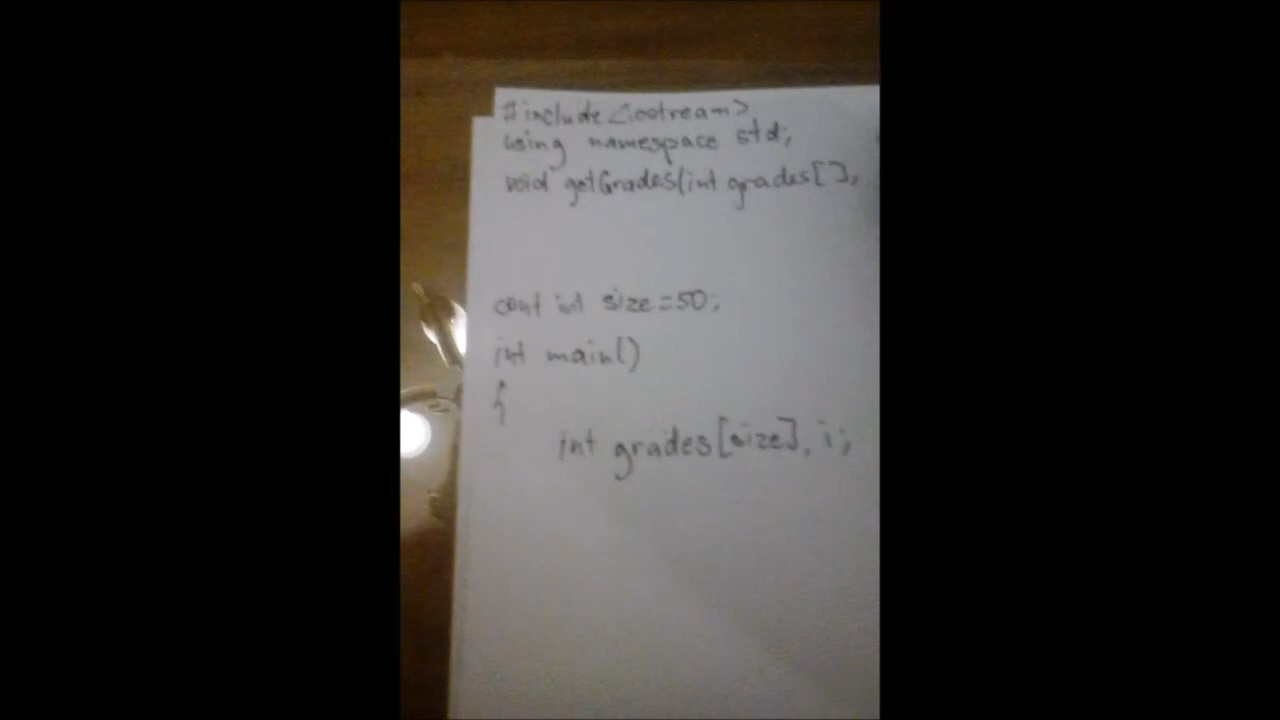 #include <iostream>
using namespace std;
void getGrades(int grades[],
const int size=50;
int main()
{
int grades[size], i;